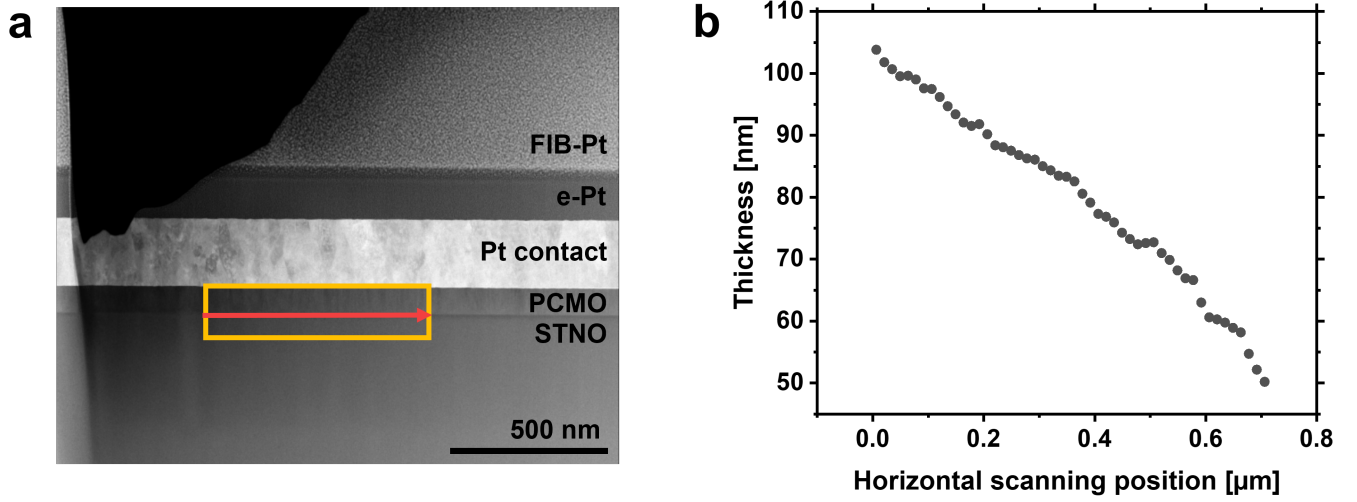 a
FIB-Pt
e-Pt
Pt contact
PCMO
STNO
500 nm
b
Thickness [nm]
110
100
90
80
70
60
50
0.0 0.2 0.4 0.6 0.8
Horizontal scanning position [µm]